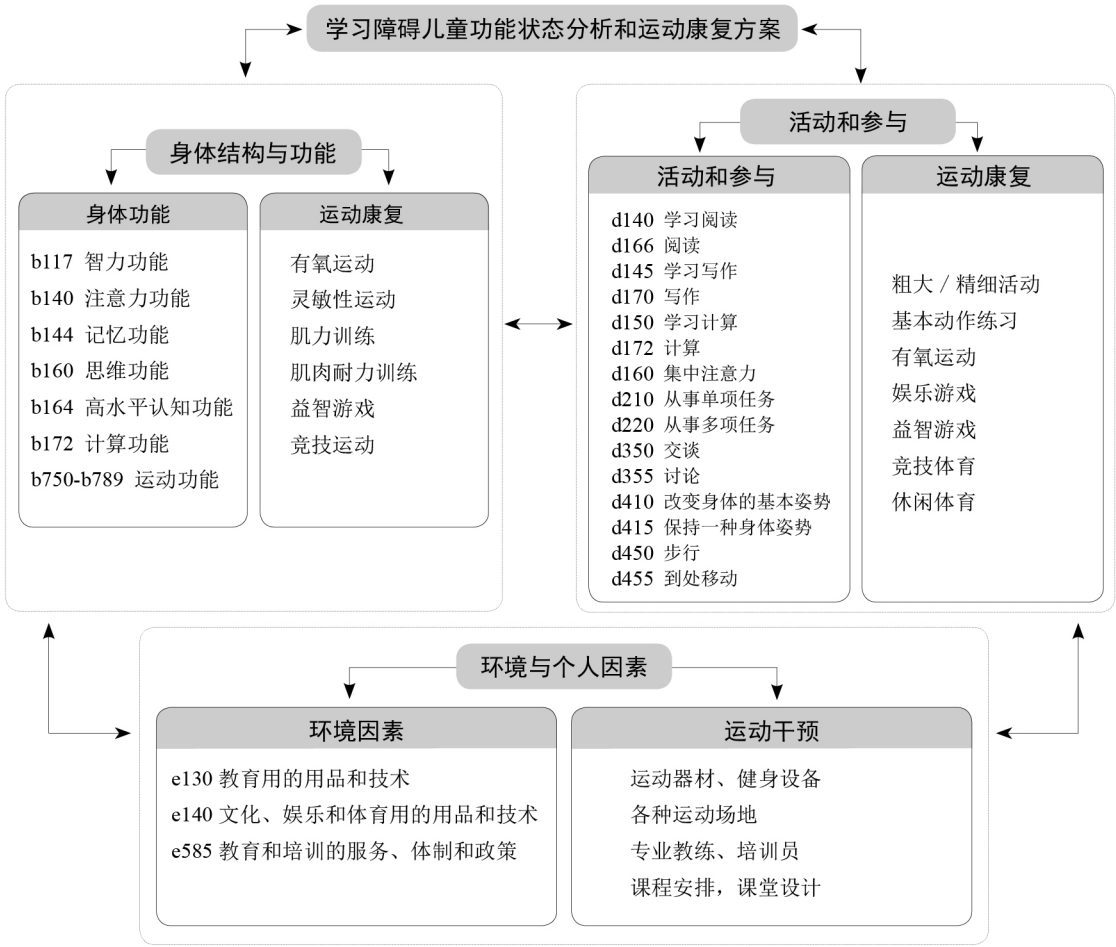 学习障碍儿童功能状态分析和运动康复方案
身体结构与功能
身体功能
b117 智力功能
b140 注意力功能
b144 记忆功能
b160 思维功能
b164 高水平认知功能
b172 计算功能
b750-b789 运动功能
运动康复
有氧运动
灵敏性运动
肌力训练
肌肉耐力训练
益智游戏
竞技运动
活动和参与
活动和参与
d140 学习阅读
d166 阅读
d145 学习写作
d170 写作
d150 学习计算
d172 计算
d160 集中注意力
d210 从事单项任务
d220 从事多项任务
d350 交谈
d355 讨论
d410 改变身体的基本姿势
d415 保持一种身体姿势
d450 步行
d455 到处移动
运动康复
粗大 / 精细活动
基本动作练习
有氧运动
娱乐游戏
益智游戏
竞技体育
休闲体育
环境与个人因素
环境因素
e130 教育用的用品和技术
e140 文化、娱乐和体育用的用品和技术
e585 教育和培训的服务、体制和政策
运动干预
运动器材、健身设备
各种运动场地
专业教练、培训员
课程安排，课堂设计